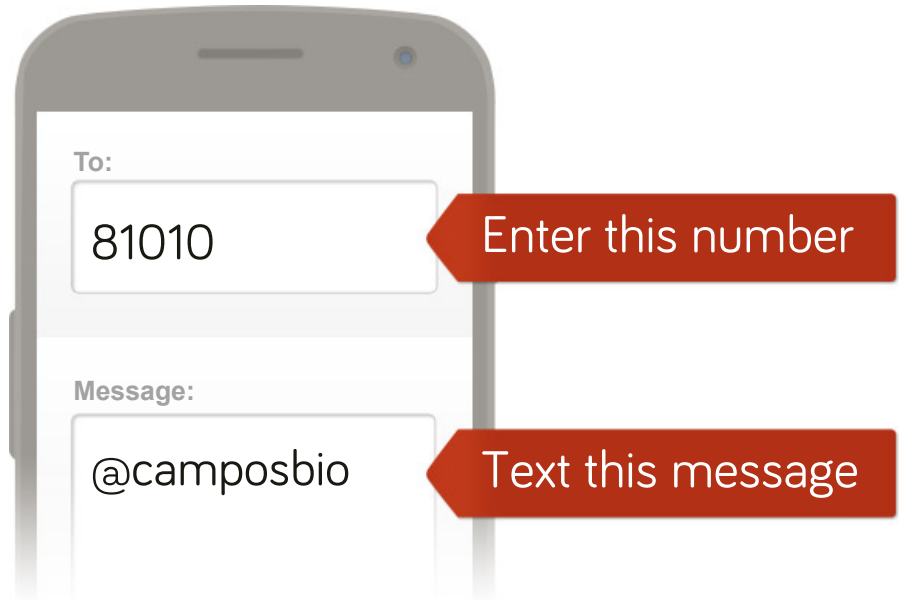 To:
81010
Enter this number
Message:
@camposbio
Text this message